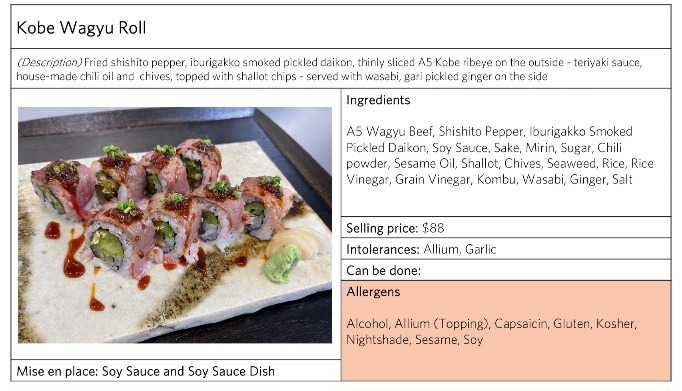 Kobe Wagyu Roll
(Description) Fried shishito pepper, iburigakko smoked pickled daikon, thinly sliced A5 Kobe ribeye on the outside - teriyaki sauce,
house-made chili oil and chives, topped with shallot chips - served with wasabi, gari pickled ginger on the side
Ingredients
A5 Wagyu Beef, Shishito Pepper, Iburigakko Smoked
Pickled Daikon, Soy Sauce, Sake, Mirin, Sugar, Chili
powder, Sesame Oil, Shallot, Chives, Seaweed, Rice, Rice
Vinegar, Grain Vinegar, Kombu, Wasabi, Ginger, Salt
Selling price: $88
Intolerances: Allium, Garlic
Can be done:
Allergens
Alcohol, Allium (Topping), Capsaicin, Gluten, Kosher,
Nightshade, Sesame, Soy
Mise en place: Soy Sauce and Soy Sauce Dish